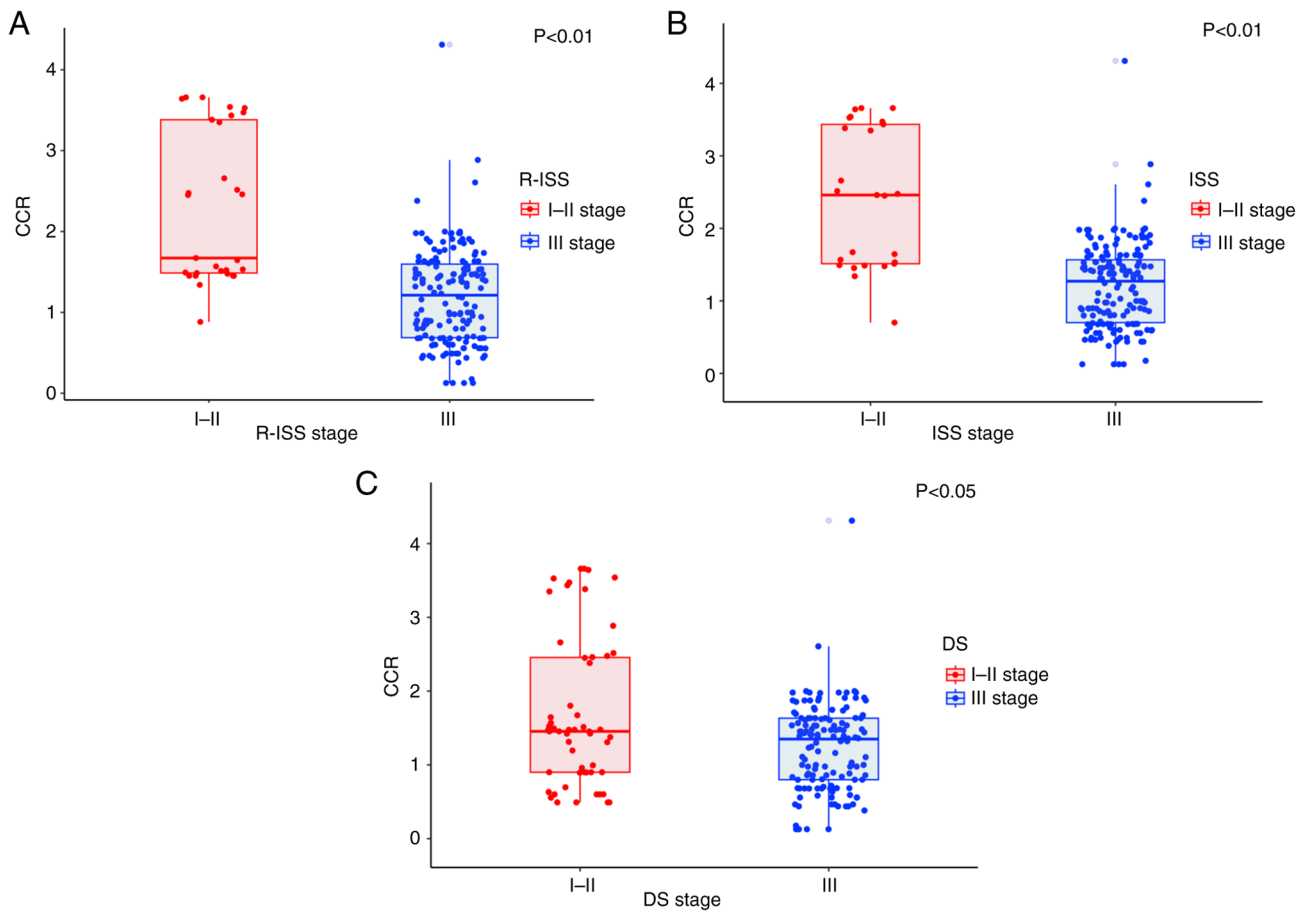 A
P<0.01
CCR
4
3
2
1
0
I–II
III
R-ISS stage
R-ISS
I–II stage
III stage
B
P<0.01
CCR
4
3
2
1
0
I–II
III
ISS stage
ISS
I–II stage
III stage
C
P<0.05
CCR
4
3
2
1
0
I–II
III
DS stage
DS
I–II stage
III stage